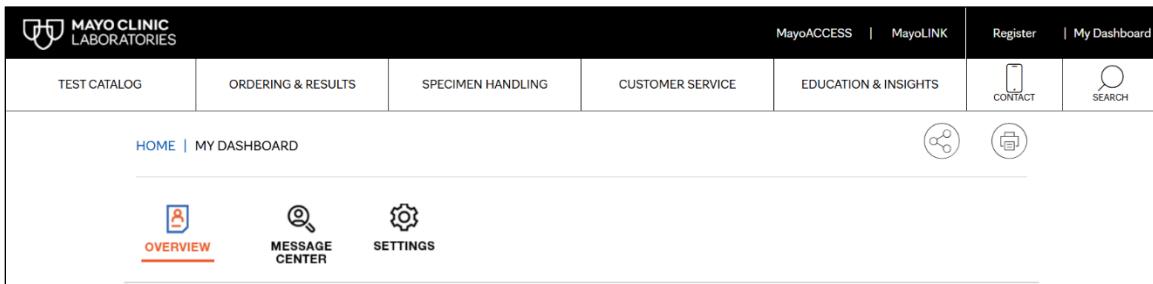 MAYO CLINIC
LABORATORIES
MayoACCESS | MayoLINK Register | My Dashboard
TEST CATALOG ORDERING & RESULTS SPECIMEN HANDLING CUSTOMER SERVICE EDUCATION & INSIGHTS CONTACT SEARCH
HOME | MY DASHBOARD
OVERVIEW MESSAGE CENTER SETTINGS